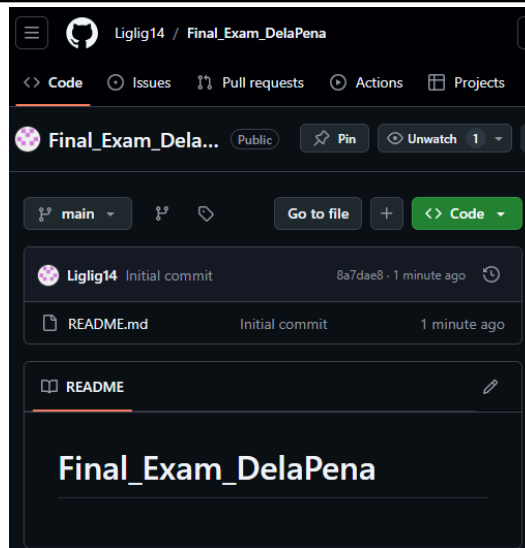 Liglig14 / Final_Exam_DelaPena
<> Code Issues Pull requests Actions Projects
Final_Exam_Dela... Public Pin Unwatch 1
main Go to file <> Code
Liglig14 Initial commit 8a7dae8 · 1 minute ago
README.md Initial commit 1 minute ago
README
Final_Exam_DelaPena